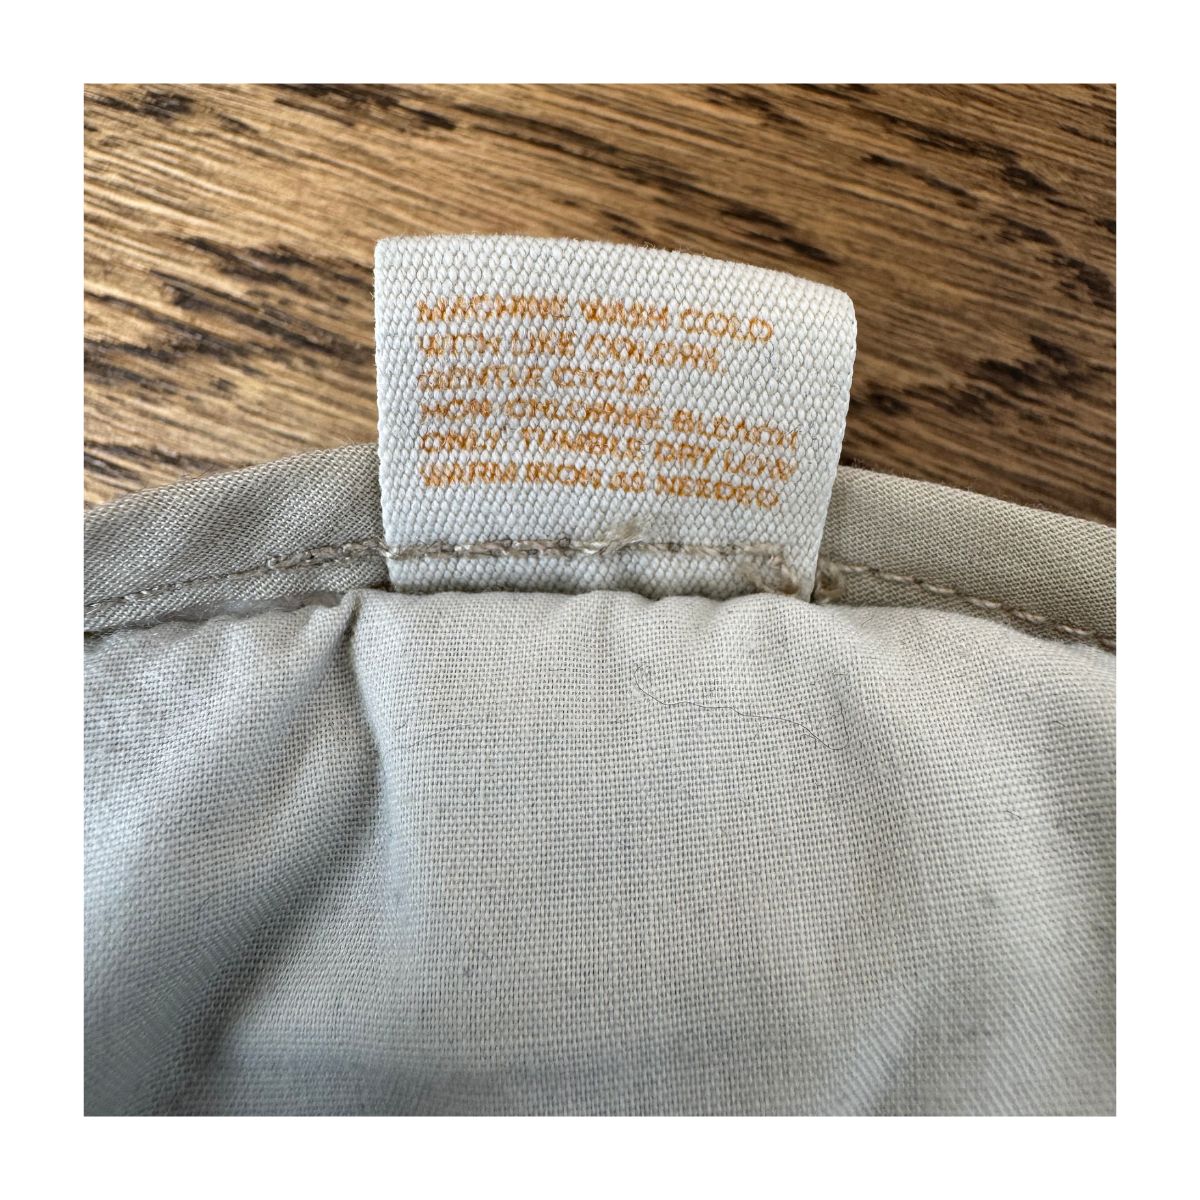 MACHINE WASH COLD
WITH LIKE COLORS
GENTLE CYCLE
NON CHLORINE BLEACH
ONLY, TUMBLE DRY LOW
WARM IRON AS NEEDED